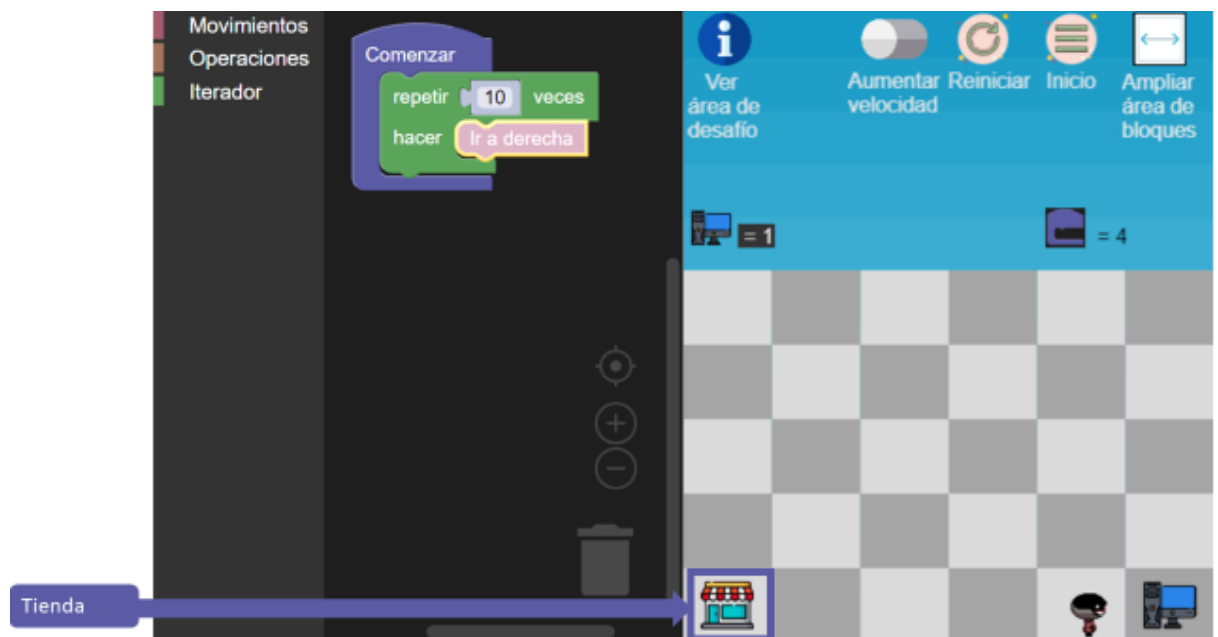 Movimientos
Operaciones
Iterador
Comenzar
repetir 10 veces
hacer Ir a derecha
Ver
área de
desafío
Aumentar
velocidad
Reiniciar
Inicio
Ampliar
área de
bloques
= 1
= 4
Tienda